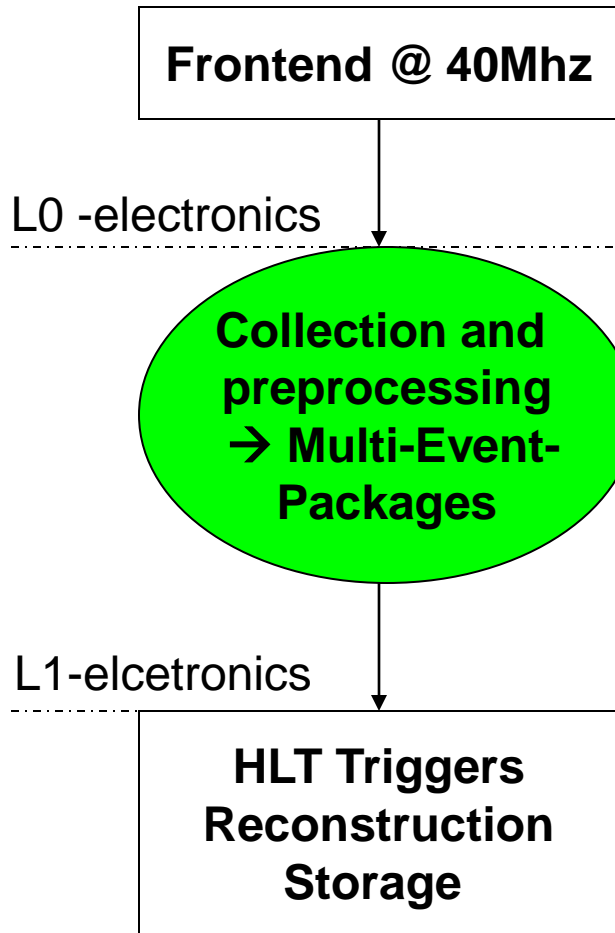 Frontend @ 40Mhz
L0 -electronics
Collection and
preprocessing
→ Multi-Event-
Packages
L1-elcetronics
HLT Triggers
Reconstruction
Storage